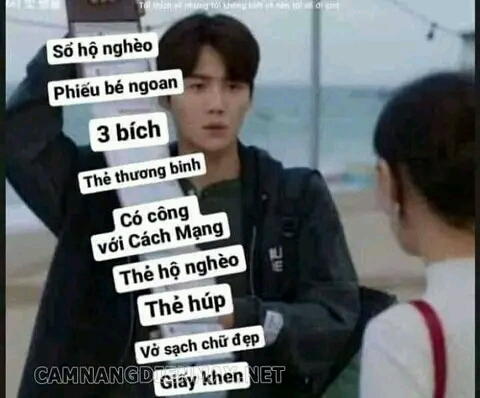 Sổ hộ nghèo
Phiếu bé ngoan
3 bích
Thẻ thương binh
Có công
với Cách Mạng
Thẻ hộ nghèo
Thẻ húp
Vở sạch chữ đẹp
Giấy khen